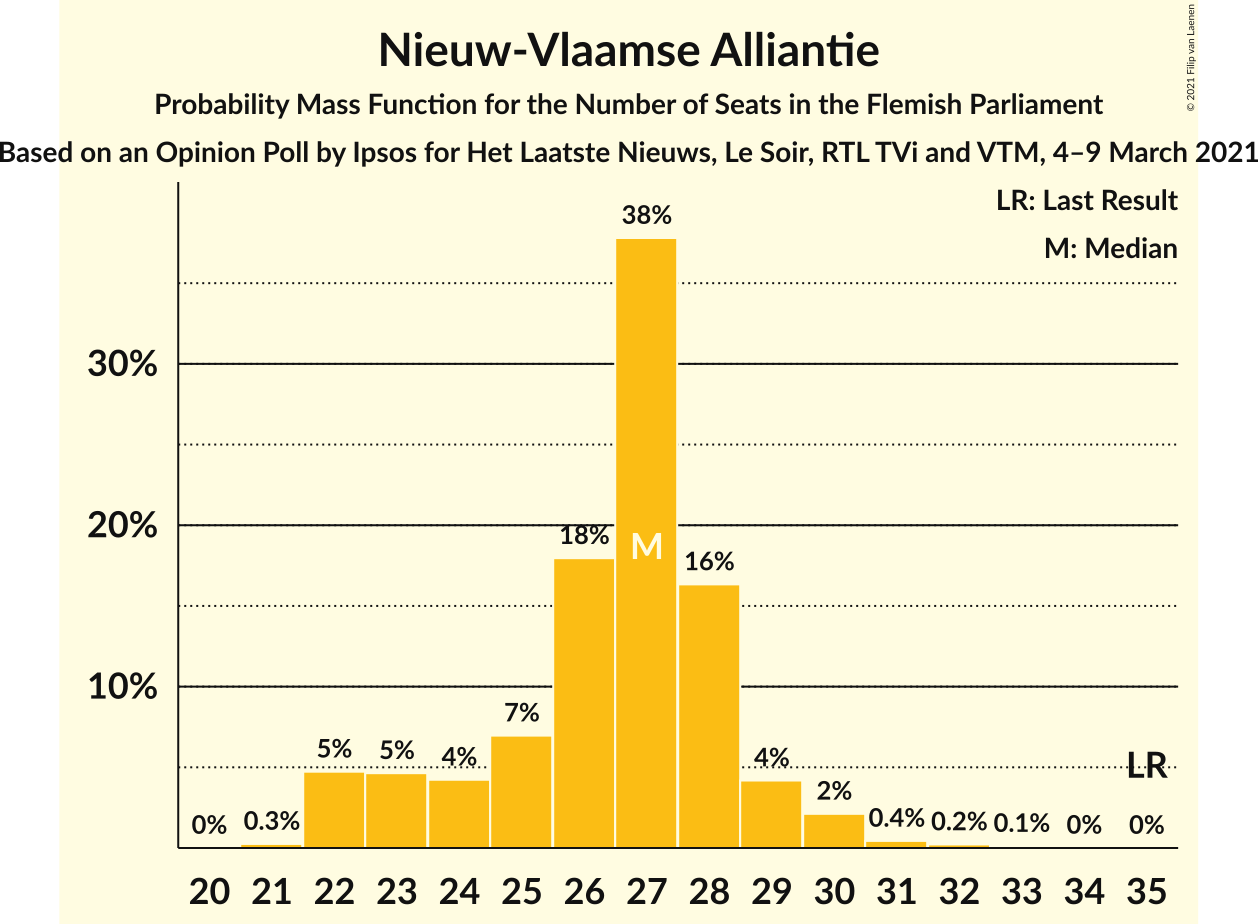 Nieuw-Vlaamse Alliantie
Probability Mass Function for the Number of Seats in the Flemish Parliament
Based on an Opinion Poll by Ipsos for Het Laatste Nieuws, Le Soir, RTL TVi and VTM, 4–9 March 2021
© 2021 Filip van Laenen
LR: Last Result
M: Median
38%
30%
20%
18%
M
16%
10%
7%
5%
5%
4%
4%
LR
2%
0%
0.3%
0.4%
0.2%
0.1%
0%
0%
20 21 22 23 24 25 26 27 28 29 30 31 32 33 34 35